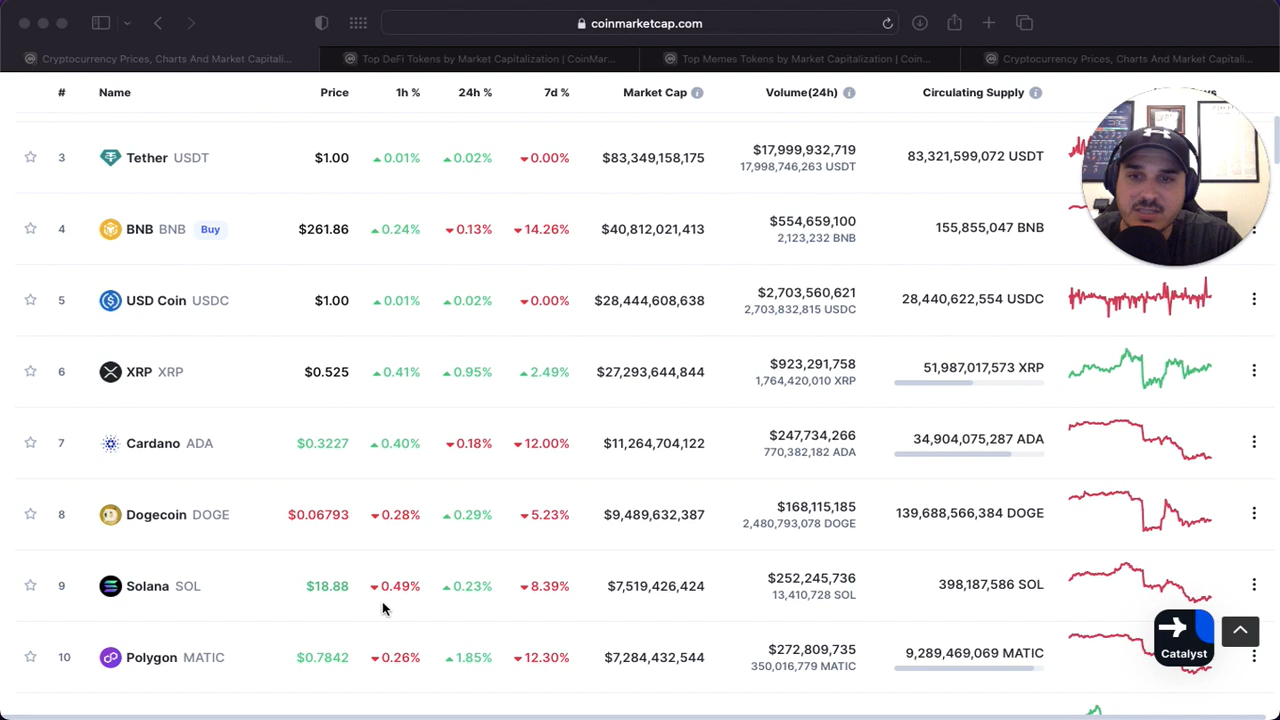 coinmarketcap.com
Cryptocurrency Prices, Charts And Market Capitali... Top DeFi Tokens by Market Capitalization | CoinMar... Top Memes Tokens by Market Capitalization | Coin... Cryptocurrency Prices, Charts And Market Capitali...
# Name Price 1h % 24h % 7d % Market Cap Volume(24h) Circulating Supply
3 Tether USDT $1.00 0.01% 0.02% 0.00% $83,349,158,175 $17,999,932,719 83,321,599,072 USDT
17,998,746,263 USDT
4 BNB BNB Buy $261.86 0.24% 0.13% 14.26% $40,812,021,413 $554,659,100 155,855,047 BNB
2,123,232 BNB
5 USD Coin USDC $1.00 0.01% 0.02% 0.00% $28,444,608,638 $2,703,560,621 28,440,622,554 USDC
2,703,832,815 USDC
6 XRP XRP $0.525 0.41% 0.95% 2.49% $27,293,644,844 $923,291,758 51,987,017,573 XRP
1,764,420,010 XRP
7 Cardano ADA $0.3227 0.40% 0.18% 12.00% $11,264,704,122 $247,734,266 34,904,075,287 ADA
770,382,182 ADA
8 Dogecoin DOGE $0.06793 0.28% 0.29% 5.23% $9,489,632,387 $168,115,185 139,688,566,384 DOGE
2,480,793,078 DOGE
9 Solana SOL $18.88 0.49% 0.23% 8.39% $7,519,426,424 $252,245,736 398,187,586 SOL
13,410,728 SOL
10 Polygon MATIC $0.7842 0.26% 1.85% 12.30% $7,284,432,544 $272,809,735 9,289,469,069 MATIC
350,016,779 MATIC
Catalyst